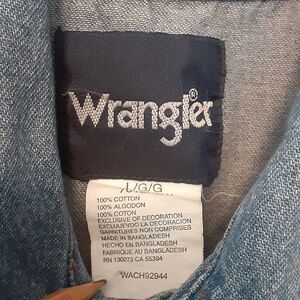 Wrangler®
L/G/G
100% COTTON
100% ALGODON
100% COTON
EXCLUSIVE OF DECORATION
EXCLUYENDO LA DECORACION
GARNITURES NON COMPRISES
MADE IN BANGLADESH
HECHO EN BANGLADESH
FABRIQUE AU BANGLADESH
RN 130273 CA 55394
WACH92944